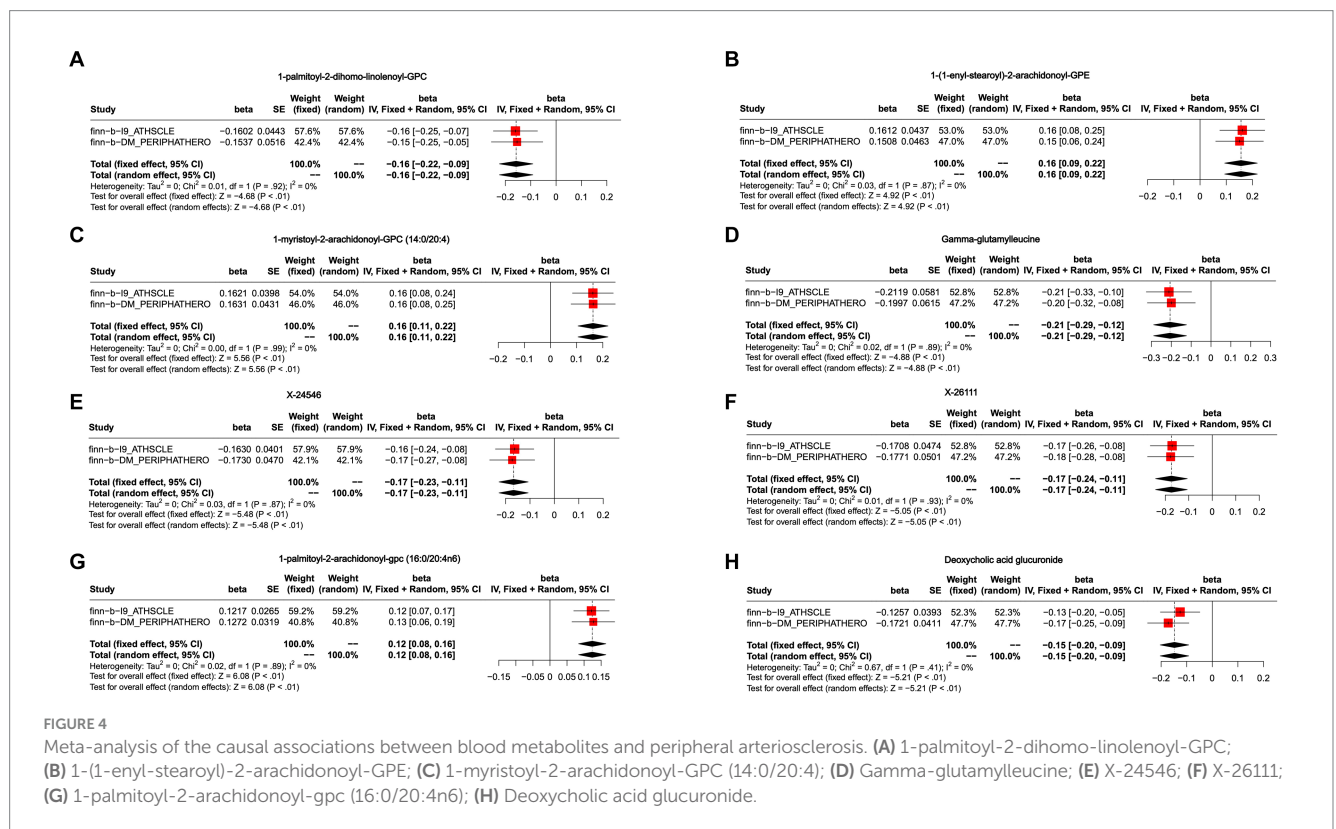 A
1-palmitoyl-2-dihomo-linolenoyl-GPC
Weight Weight beta beta
Study beta SE (fixed) (random) IV, Fixed + Random, 95% CI IV, Fixed + Random, 95% CI
finn-b-I9_ATHSCLE −0.1602 0.0443 57.6% 57.6% −0.16 [−0.25, −0.07]
finn-b-DM_PERIPHATHERO −0.1537 0.0516 42.4% 42.4% −0.15 [−0.25, −0.05]
Total (fixed effect, 95% CI) 100.0% −− −0.16 [−0.22, −0.09]
Total (random effect, 95% CI) −− 100.0% −0.16 [−0.22, −0.09]
Heterogeneity: Tau² = 0; Chi² = 0.01, df = 1 (P = .92); I² = 0%
Test for overall effect (fixed effect): Z = −4.68 (P < .01)
Test for overall effect (random effects): Z = −4.68 (P < .01)
−0.2 −0.1 0 0.1 0.2
B
1-(1-enyl-stearoyl)-2-arachidonoyl-GPE
Weight Weight beta beta
Study beta SE (fixed) (random) IV, Fixed + Random, 95% CI IV, Fixed + Random, 95% CI
finn-b-I9_ATHSCLE 0.1612 0.0437 53.0% 53.0% 0.16 [0.08, 0.25]
finn-b-DM_PERIPHATHERO 0.1508 0.0463 47.0% 47.0% 0.15 [0.06, 0.24]
Total (fixed effect, 95% CI) 100.0% −− 0.16 [0.09, 0.22]
Total (random effect, 95% CI) −− 100.0% 0.16 [0.09, 0.22]
Heterogeneity: Tau² = 0; Chi² = 0.03, df = 1 (P = .87); I² = 0%
Test for overall effect (fixed effect): Z = 4.92 (P < .01)
Test for overall effect (random effects): Z = 4.92 (P < .01)
−0.2 −0.1 0 0.1 0.2
C
1-myristoyl-2-arachidonoyl-GPC (14:0/20:4)
Weight Weight beta beta
Study beta SE (fixed) (random) IV, Fixed + Random, 95% CI IV, Fixed + Random, 95% CI
finn-b-I9_ATHSCLE 0.1621 0.0398 54.0% 54.0% 0.16 [0.08, 0.24]
finn-b-DM_PERIPHATHERO 0.1631 0.0431 46.0% 46.0% 0.16 [0.08, 0.25]
Total (fixed effect, 95% CI) 100.0% −− 0.16 [0.11, 0.22]
Total (random effect, 95% CI) −− 100.0% 0.16 [0.11, 0.22]
Heterogeneity: Tau² = 0; Chi² = 0.00, df = 1 (P = .99); I² = 0%
Test for overall effect (fixed effect): Z = 5.56 (P < .01)
Test for overall effect (random effects): Z = 5.56 (P < .01)
−0.2 −0.1 0 0.1 0.2
D
Gamma-glutamylleucine
Weight Weight beta beta
Study beta SE (fixed) (random) IV, Fixed + Random, 95% CI IV, Fixed + Random, 95% CI
finn-b-I9_ATHSCLE −0.2119 0.0581 52.8% 52.8% −0.21 [−0.33, −0.10]
finn-b-DM_PERIPHATHERO −0.1997 0.0615 47.2% 47.2% −0.20 [−0.32, −0.08]
Total (fixed effect, 95% CI) 100.0% −− −0.21 [−0.29, −0.12]
Total (random effect, 95% CI) −− 100.0% −0.21 [−0.29, −0.12]
Heterogeneity: Tau² = 0; Chi² = 0.02, df = 1 (P = .89); I² = 0%
Test for overall effect (fixed effect): Z = −4.88 (P < .01)
Test for overall effect (random effects): Z = −4.88 (P < .01)
−0.3 −0.2 −0.1 0 0.1 0.2 0.3
E
X-24546
Weight Weight beta beta
Study beta SE (fixed) (random) IV, Fixed + Random, 95% CI IV, Fixed + Random, 95% CI
finn-b-I9_ATHSCLE −0.1630 0.0401 57.9% 57.9% −0.16 [−0.24, −0.08]
finn-b-DM_PERIPHATHERO −0.1730 0.0470 42.1% 42.1% −0.17 [−0.27, −0.08]
Total (fixed effect, 95% CI) 100.0% −− −0.17 [−0.23, −0.11]
Total (random effect, 95% CI) −− 100.0% −0.17 [−0.23, −0.11]
Heterogeneity: Tau² = 0; Chi² = 0.03, df = 1 (P = .87); I² = 0%
Test for overall effect (fixed effect): Z = −5.48 (P < .01)
Test for overall effect (random effects): Z = −5.48 (P < .01)
−0.2 −0.1 0 0.1 0.2
F
X-26111
Weight Weight beta beta
Study beta SE (fixed) (random) IV, Fixed + Random, 95% CI IV, Fixed + Random, 95% CI
finn-b-I9_ATHSCLE −0.1708 0.0474 52.8% 52.8% −0.17 [−0.26, −0.08]
finn-b-DM_PERIPHATHERO −0.1771 0.0501 47.2% 47.2% −0.18 [−0.28, −0.08]
Total (fixed effect, 95% CI) 100.0% −− −0.17 [−0.24, −0.11]
Total (random effect, 95% CI) −− 100.0% −0.17 [−0.24, −0.11]
Heterogeneity: Tau² = 0; Chi² = 0.01, df = 1 (P = .93); I² = 0%
Test for overall effect (fixed effect): Z = −5.05 (P < .01)
Test for overall effect (random effects): Z = −5.05 (P < .01)
−0.2 −0.1 0 0.1 0.2
G
1-palmitoyl-2-arachidonoyl-gpc (16:0/20:4n6)
Weight Weight beta beta
Study beta SE (fixed) (random) IV, Fixed + Random, 95% CI IV, Fixed + Random, 95% CI
finn-b-I9_ATHSCLE 0.1217 0.0265 59.2% 59.2% 0.12 [0.07, 0.17]
finn-b-DM_PERIPHATHERO 0.1272 0.0319 40.8% 40.8% 0.13 [0.06, 0.19]
Total (fixed effect, 95% CI) 100.0% −− 0.12 [0.08, 0.16]
Total (random effect, 95% CI) −− 100.0% 0.12 [0.08, 0.16]
Heterogeneity: Tau² = 0; Chi² = 0.02, df = 1 (P = .89); I² = 0%
Test for overall effect (fixed effect): Z = 6.08 (P < .01)
Test for overall effect (random effects): Z = 6.08 (P < .01)
−0.15 −0.05 0 0.05 0.1 0.15
H
Deoxycholic acid glucuronide
Weight Weight beta beta
Study beta SE (fixed) (random) IV, Fixed + Random, 95% CI IV, Fixed + Random, 95% CI
finn-b-I9_ATHSCLE −0.1257 0.0393 52.3% 52.3% −0.13 [−0.20, −0.05]
finn-b-DM_PERIPHATHERO −0.1721 0.0411 47.7% 47.7% −0.17 [−0.25, −0.09]
Total (fixed effect, 95% CI) 100.0% −− −0.15 [−0.20, −0.09]
Total (random effect, 95% CI) −− 100.0% −0.15 [−0.20, −0.09]
Heterogeneity: Tau² = 0; Chi² = 0.67, df = 1 (P = .41); I² = 0%
Test for overall effect (fixed effect): Z = −5.21 (P < .01)
Test for overall effect (random effects): Z = −5.21 (P < .01)
−0.2 −0.1 0 0.1 0.2
FIGURE 4
Meta-analysis of the causal associations between blood metabolites and peripheral arteriosclerosis. (A) 1-palmitoyl-2-dihomo-linolenoyl-GPC;
(B) 1-(1-enyl-stearoyl)-2-arachidonoyl-GPE; (C) 1-myristoyl-2-arachidonoyl-GPC (14:0/20:4); (D) Gamma-glutamylleucine; (E) X-24546; (F) X-26111;
(G) 1-palmitoyl-2-arachidonoyl-gpc (16:0/20:4n6); (H) Deoxycholic acid glucuronide.